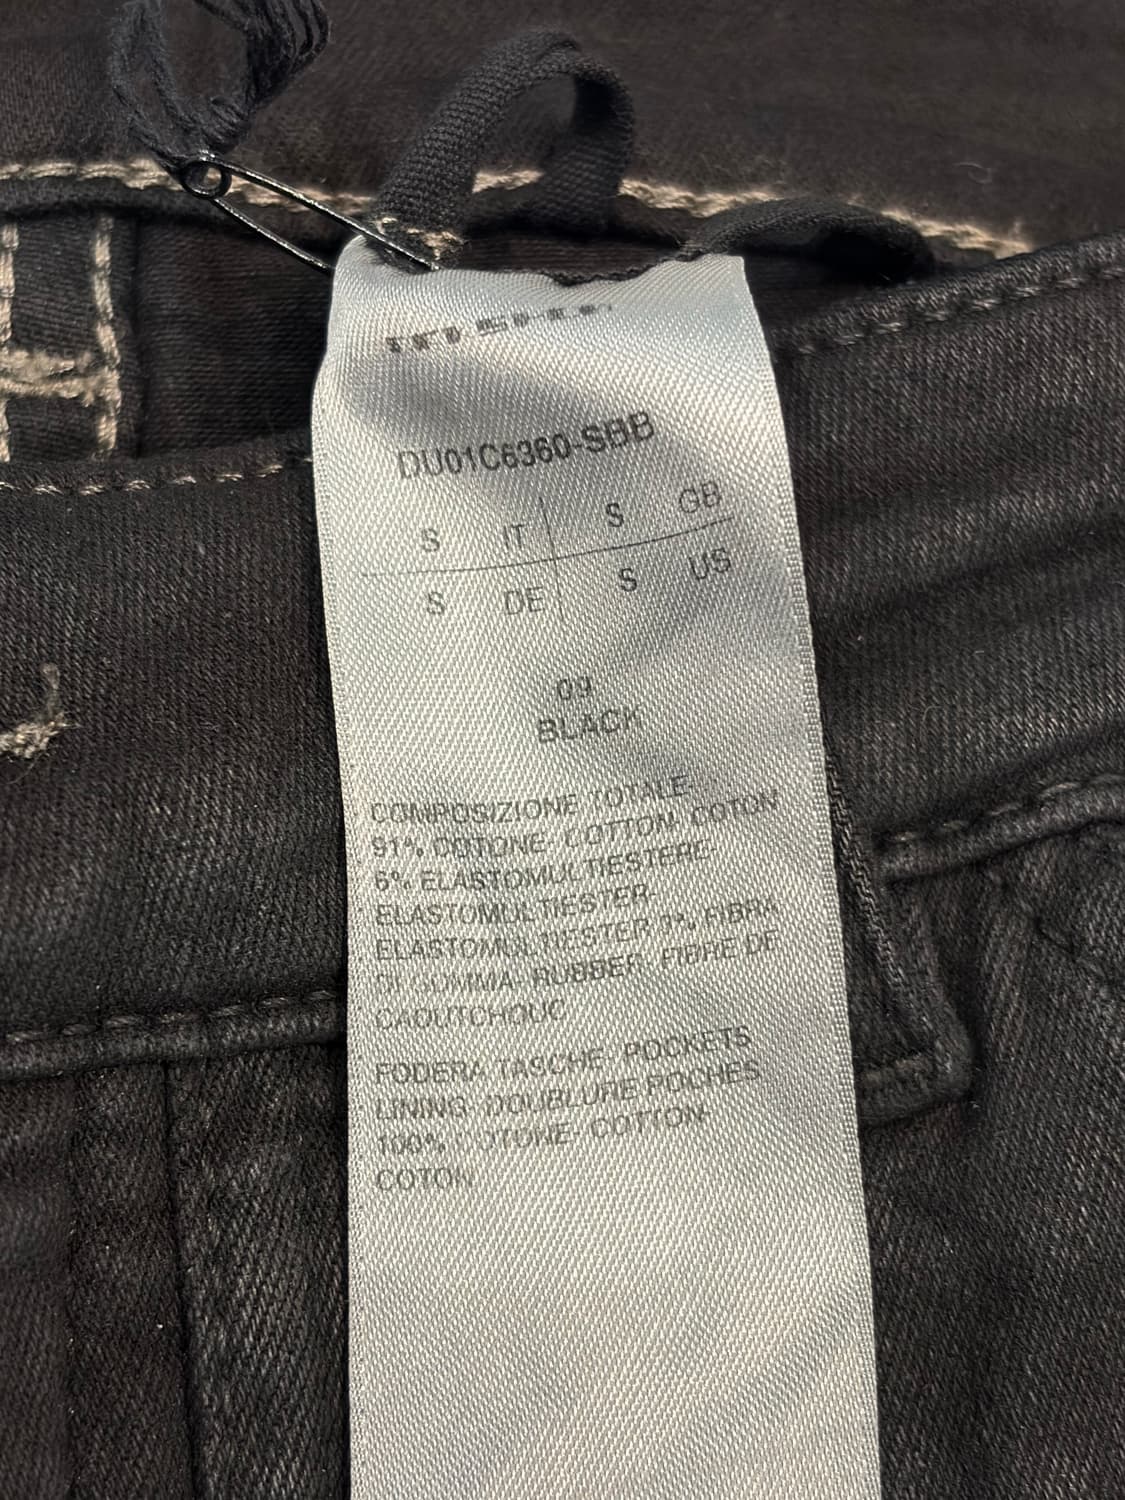 DU01C6360-SBB
S IT S GB
S DE S US
09
BLACK
COMPOSIZIONE TOTALE-
91% COTONE- COTTON- COTON
6% ELASTOMULTIESTERE-
ELASTOMULTIESTER-
ELASTOMULTIESTER 3% FIBRA
DI GOMMA- RUBBER- FIBRE DE
CAOUTCHOUC
FODERA TASCHE- POCKETS
LINING- DOUBLURE POCHES
100% COTONE- COTTON-
COTON